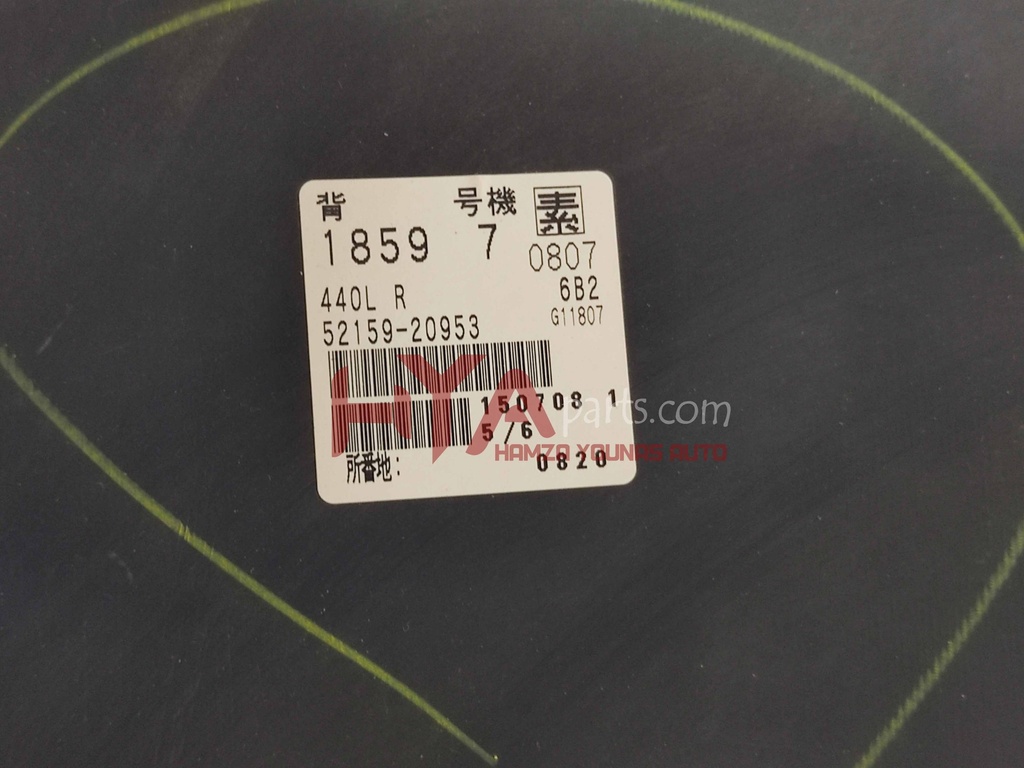 背 号機 素
1859 7 0807
440L R 6B2
52159-20953 G11807
150708 1
5/6
所番地: 0820
HYAparts.com
HAMZA YOUNAS AUTO